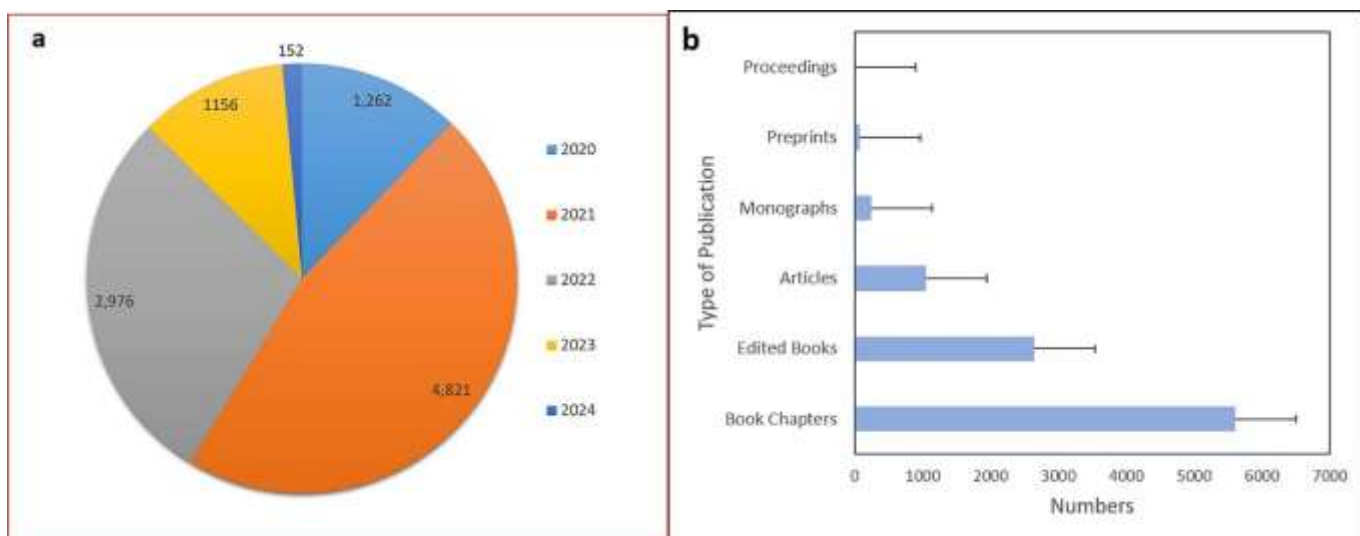 a
152
1,262
1156
2,976
4,821
2020
2021
2022
2023
2024
b
Type of Publication
Proceedings
Preprints
Monographs
Articles
Edited Books
Book Chapters
0 1000 2000 3000 4000 5000 6000 7000
Numbers